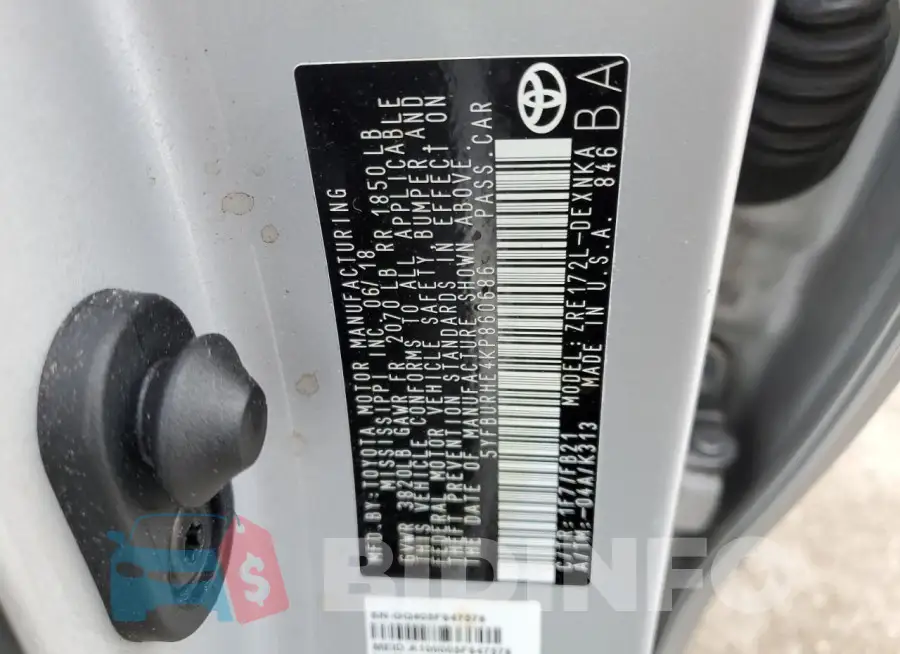 MFD.BY:TOYOTA MOTOR MANUFACTURING
MISSISSIPPI INC. 06/18
GVWR 3820LB GAWR FR 2070 LB RR 1850 LB
THIS VEHICLE CONFORMS TO ALL APPLICABLE
FEDERAL MOTOR VEHICLE SAFETY, BUMPER AND
THEFT PREVENTION STANDARDS IN EFFECT ON
THE DATE OF MANUFACTURE SHOWN ABOVE.
5YFBURHE4KP860686 PASS.CAR
C/TR:1F7/FB21 MODEL: ZRE172L-DEXNKA
A/TM:-04A/K313 MADE IN U.S.A. 846
BA
BIDINFO